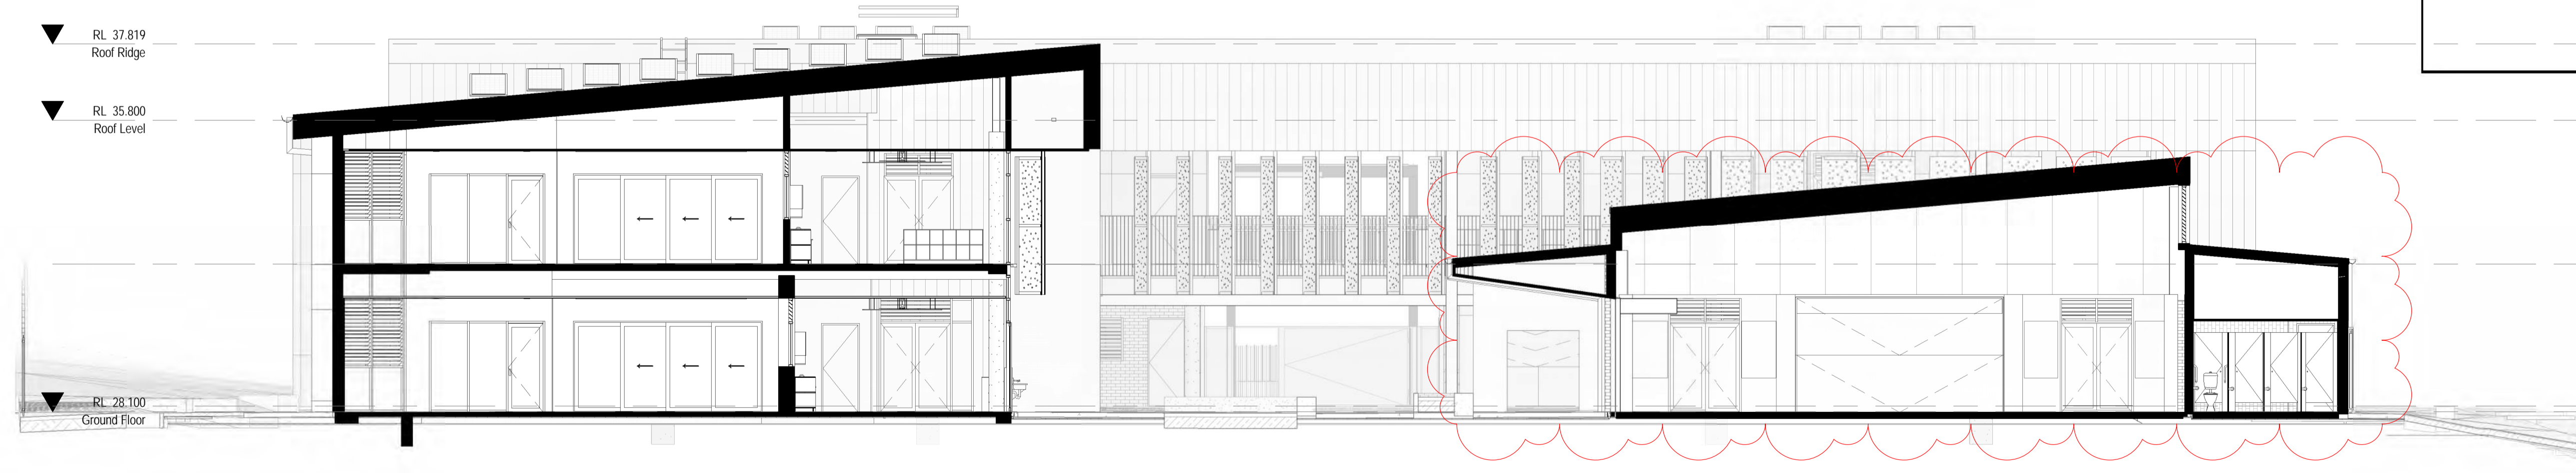 RL 37.819
Roof Ridge
RL 35.800
Roof Level
RL 28.100
Ground Floor